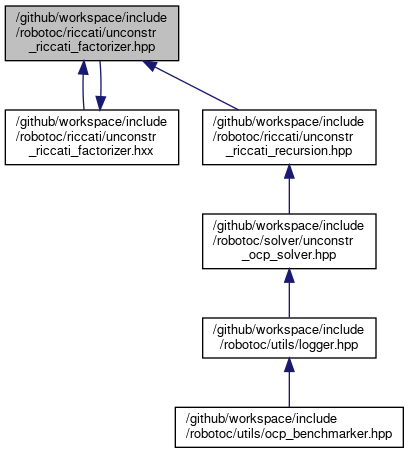 /github/workspace/include
/robotoc/riccati/unconstr
_riccati_factorizer.hpp
/github/workspace/include
/robotoc/riccati/unconstr
_riccati_factorizer.hxx
/github/workspace/include
/robotoc/riccati/unconstr
_riccati_recursion.hpp
/github/workspace/include
/robotoc/solver/unconstr
_ocp_solver.hpp
/github/workspace/include
/robotoc/utils/logger.hpp
/github/workspace/include
/robotoc/utils/ocp_benchmarker.hpp